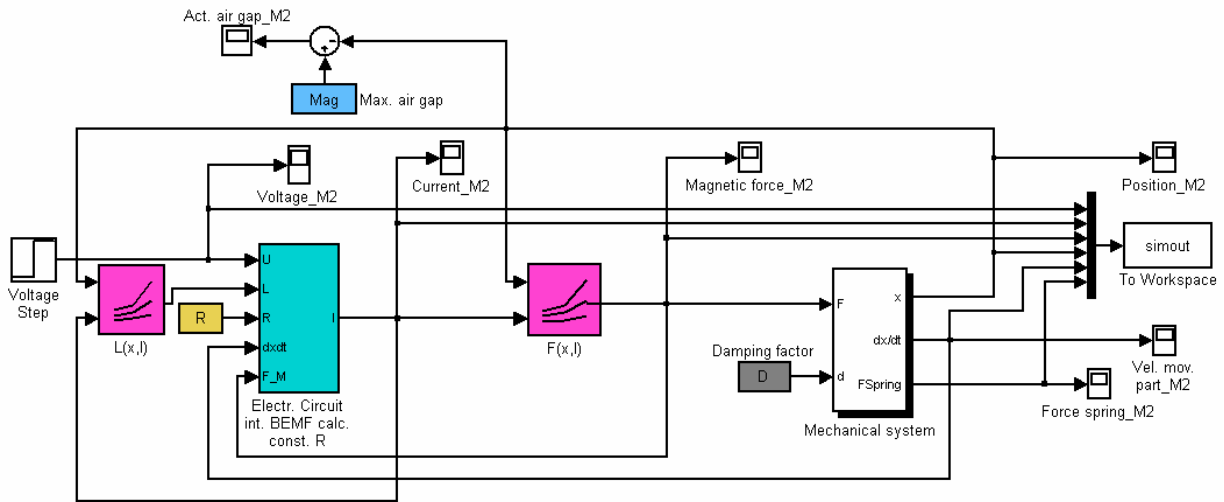 Act. air gap_M2
Mag
Max. air gap
Voltage_M2
Current_M2
Magnetic force_M2
Position_M2
Voltage
Step
L(x,I)
R
U
L
R
dxdt
F_M
I
Electr. Circuit
int. BEMF calc.
const. R
F(x,I)
Damping factor
D
F
d
x
dx/dt
FSpring
Mechanical system
simout
To Workspace
Vel. mov.
part_M2
Force spring_M2